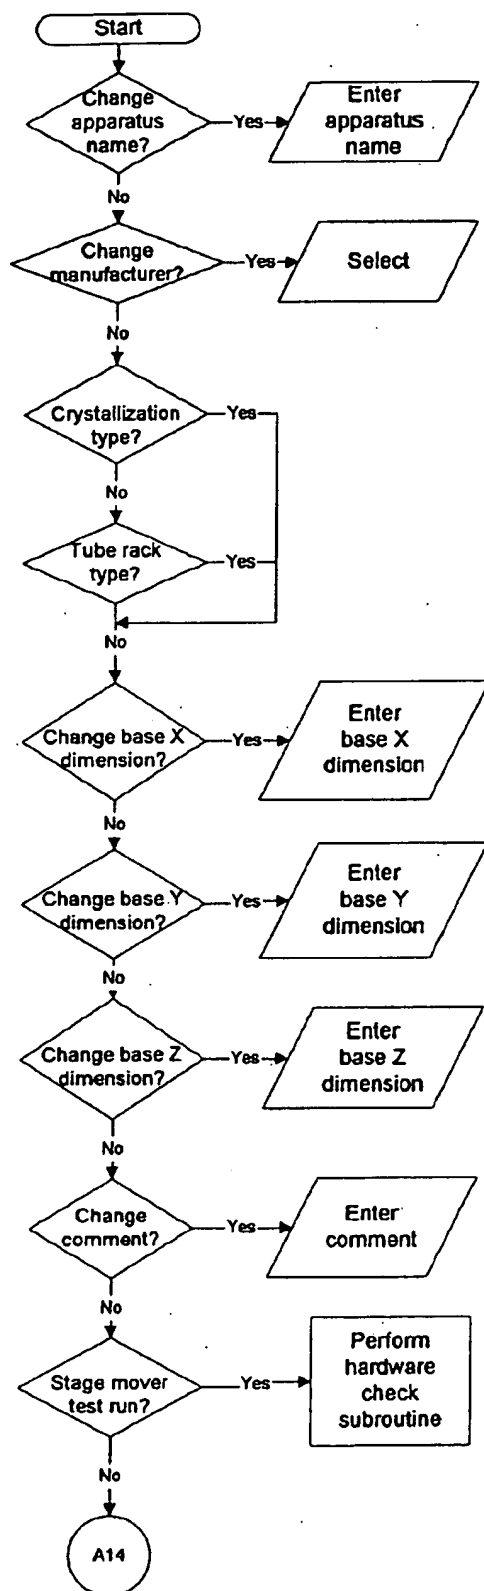 Start
Change
apparatus
name?
Yes
Enter
apparatus
name
No
Change
manufacturer?
Yes
Select
No
Crystallization
type?
Yes
No
Tube rack
type?
Yes
No
Change base X
dimension?
Yes
Enter
base X
dimension
No
Change base Y
dimension?
Yes
Enter
base Y
dimension
No
Change base Z
dimension?
Yes
Enter
base Z
dimension
No
Change
comment?
Yes
Enter
comment
No
Stage mover
test run?
Yes
Perform
hardware
check
subroutine
No
A14